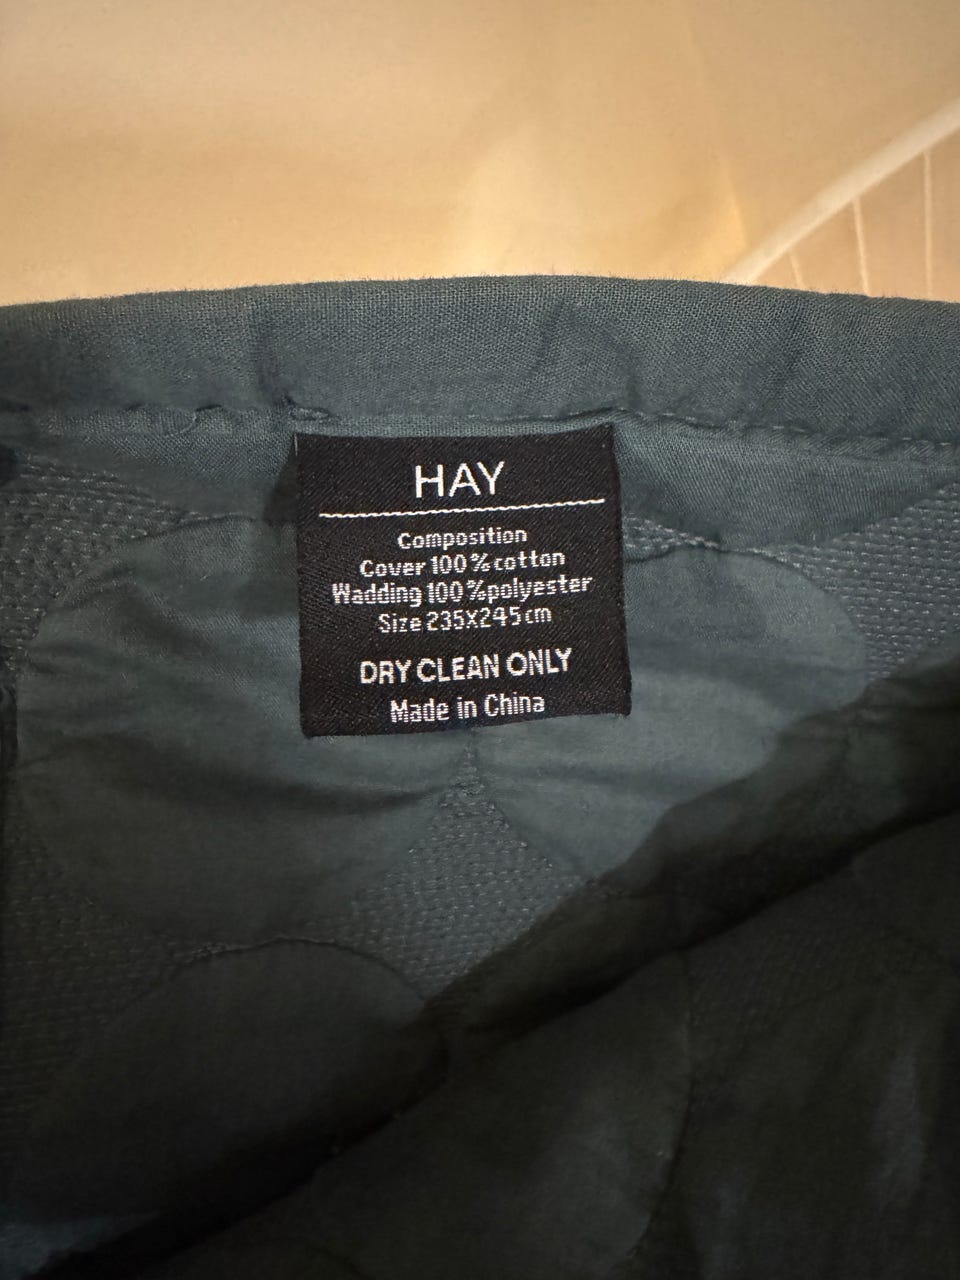 HAY
Composition
Cover 100% cotton
Wadding 100%polyester
Size 235X245cm
DRY CLEAN ONLY
Made in China